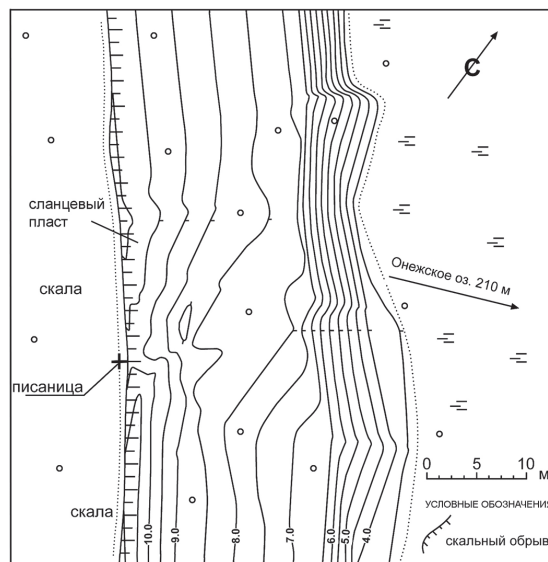 С
сланцевый
пласт
скала
Онежское оз. 210 м
писаница
0 5 10
м
скала
10.0 9.0 8.0 7.0 6.0 5.0 4.0
УСЛОВНЫЕ ОБОЗНАЧЕНИЯ
скальный обрыв